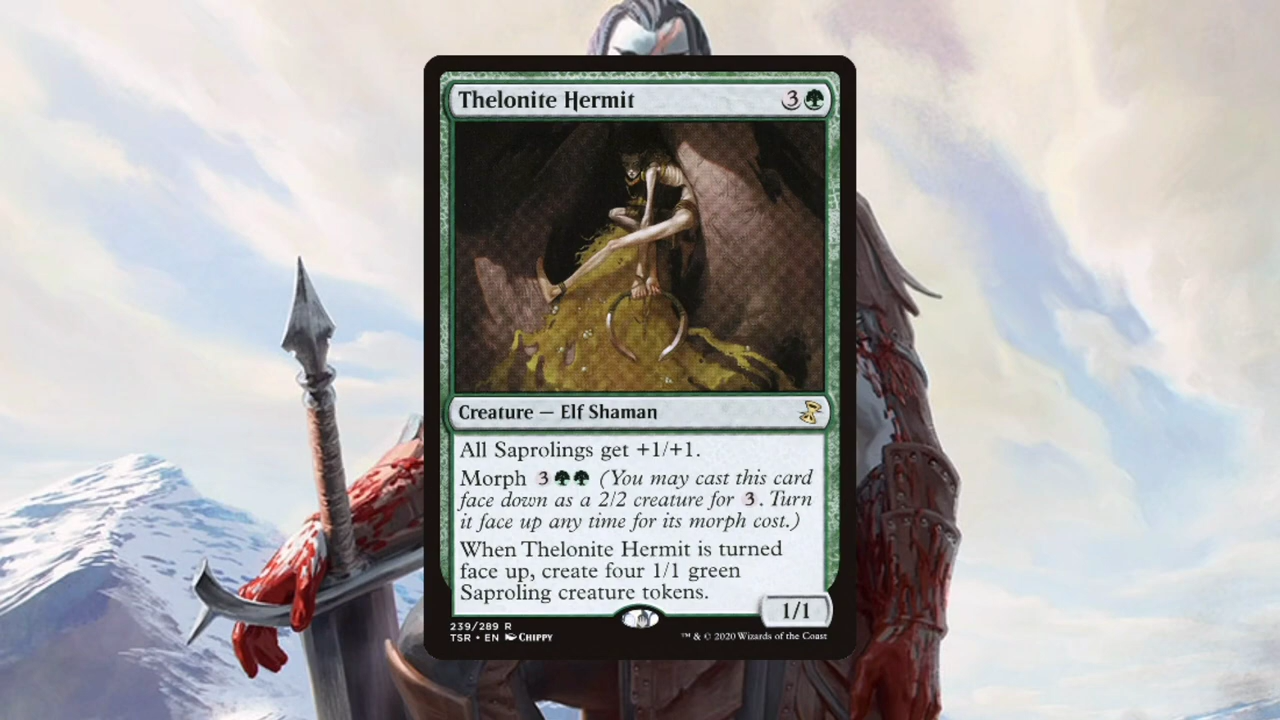 Thelonite Hermit 3
Creature — Elf Shaman
All Saprolings get +1/+1.
Morph 3 (You may cast this card
face down as a 2/2 creature for 3. Turn
it face up any time for its morph cost.)
When Thelonite Hermit is turned
face up, create four 1/1 green
Saproling creature tokens.
1/1
239/289 R
TSR • EN CHIPPY
™ & © 2020 Wizards of the Coast